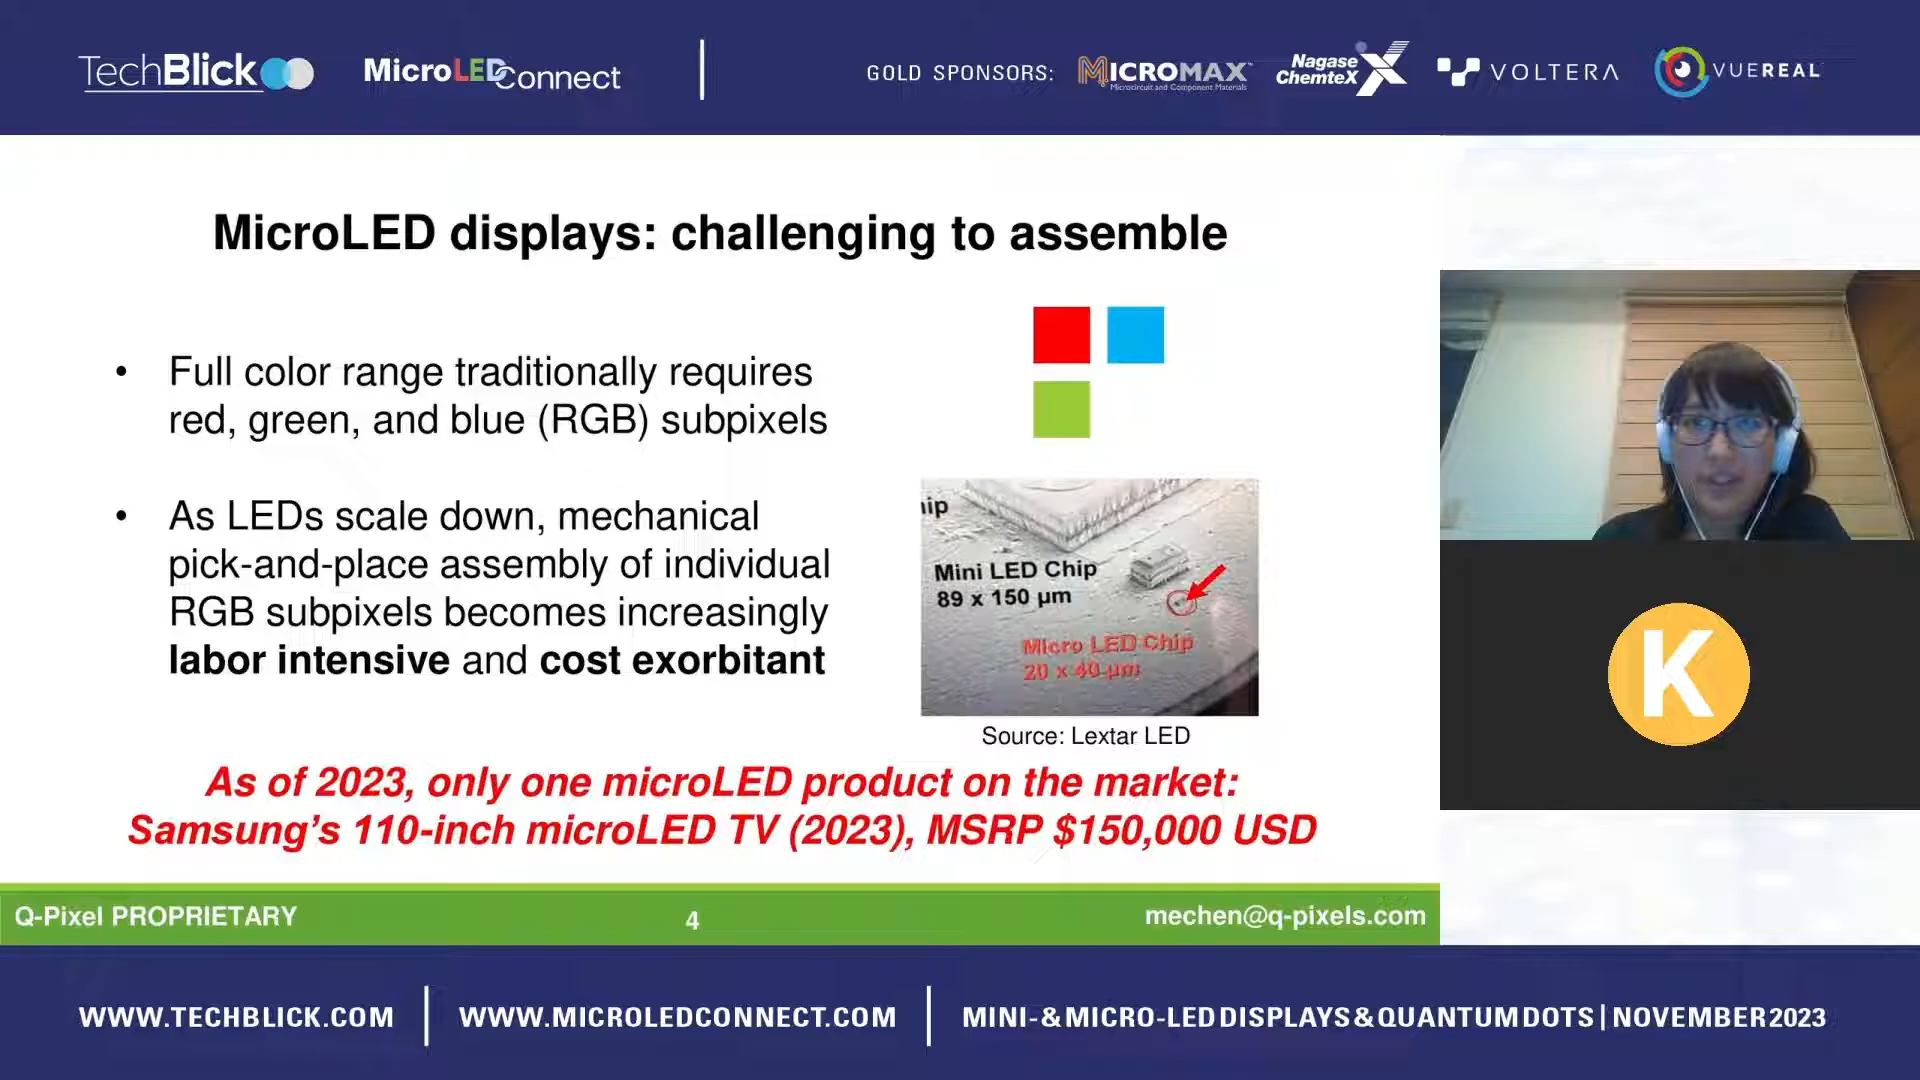 TechBlick
MicroLED Connect
GOLD SPONSORS:
MICROMAX™
Microcircuit and Component Materials
Nagase
ChemteX
VOLTERA
VUEREAL
MicroLED displays: challenging to assemble
• Full color range traditionally requires
red, green, and blue (RGB) subpixels
• As LEDs scale down, mechanical
pick-and-place assembly of individual
RGB subpixels becomes increasingly
labor intensive and cost exorbitant
hip
Mini LED Chip
89 x 150 µm
Micro LED Chip
20 x 40 µm
Source: Lextar LED
As of 2023, only one microLED product on the market:
Samsung’s 110-inch microLED TV (2023), MSRP $150,000 USD
K
Q-Pixel PROPRIETARY
4
mechen@q-pixels.com
WWW.TECHBLICK.COM
WWW.MICROLEDCONNECT.COM
MINI-&MICRO-LED DISPLAYS & QUANTUM DOTS | NOVEMBER 2023